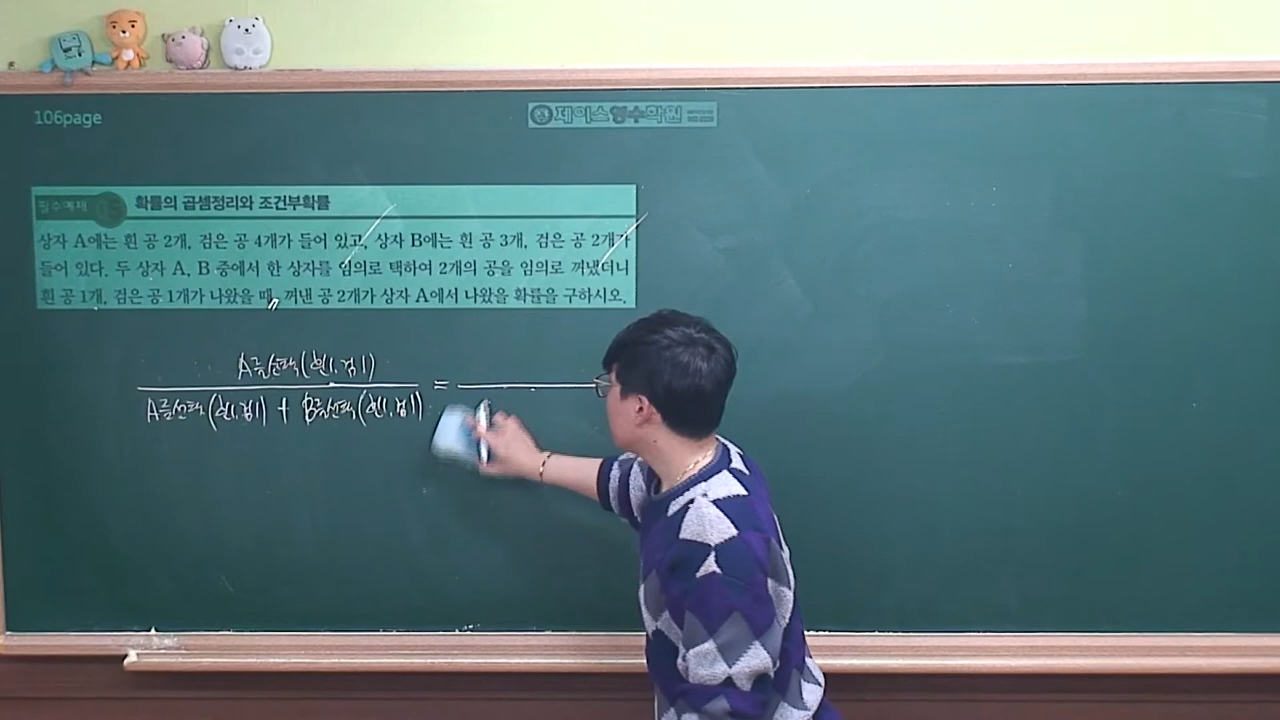 106page
제이스영수학원
필수예제 05 확률의 곱셈정리와 조건부확률
상자 A에는 흰 공 2개, 검은 공 4개가 들어 있고, 상자 B에는 흰 공 3개, 검은 공 2개가
들어 있다. 두 상자 A, B 중에서 한 상자를 임의로 택하여 2개의 공을 임의로 꺼냈더니
흰 공 1개, 검은 공 1개가 나왔을 때, 꺼낸 공 2개가 상자 A에서 나왔을 확률을 구하시오.
A를선택(흰1,검1)
A를선택(흰1,검1) + B를선택(흰1,검1) =